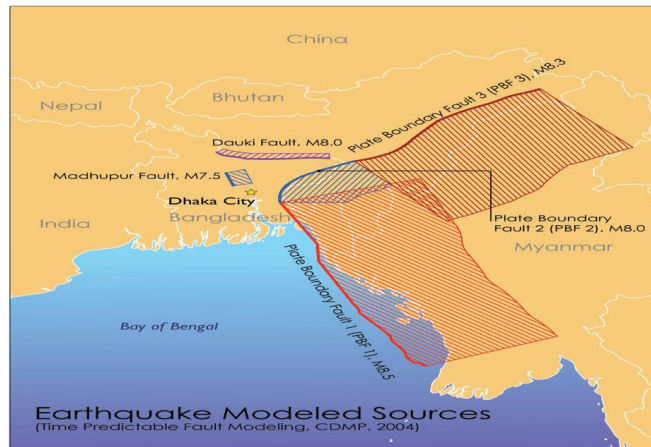 China
Nepal
Bhutan
Plate Boundary Fault 3 (PBF 3), M8.3
Dauki Fault, M8.0
Madhupur Fault, M7.5
Dhaka City
India
Bangladesh
Plate Boundary
Fault 2 (PBF 2), M8.0
Myanmar
Plate Boundary Fault 1 (PBF 1), M8.5
Bay of Bengal
Earthquake Modeled Sources
(Time Predictable Fault Modeling, CDMP, 2004)